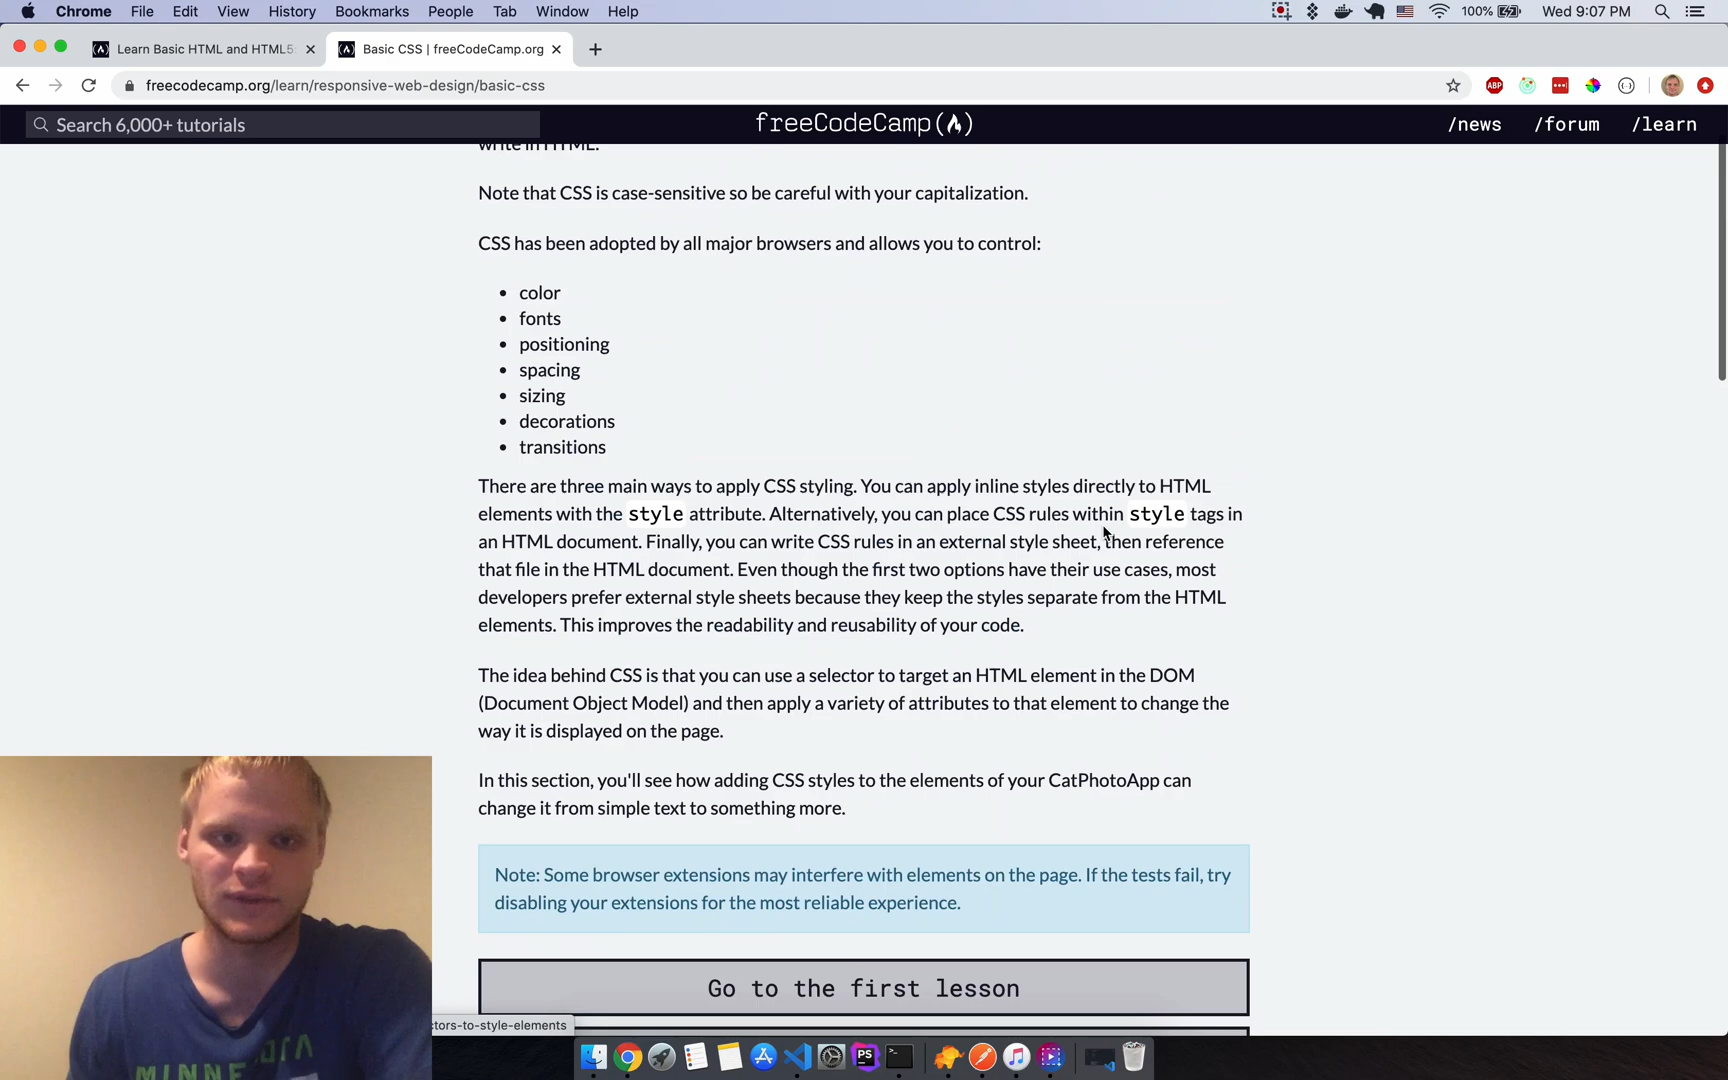 Chrome File Edit View History Bookmarks People Tab Window Help 100% Wed 9:07 PM
Learn Basic HTML and HTML5 Basic CSS | freeCodeCamp.org
freecodecamp.org/learn/responsive-web-design/basic-css ABP
Search 6,000+ tutorials freeCodeCamp /news /forum /learn
write in HTML.
Note that CSS is case-sensitive so be careful with your capitalization.
CSS has been adopted by all major browsers and allows you to control:
• color
• fonts
• positioning
• spacing
• sizing
• decorations
• transitions
There are three main ways to apply CSS styling. You can apply inline styles directly to HTML
elements with the style attribute. Alternatively, you can place CSS rules within style tags in
an HTML document. Finally, you can write CSS rules in an external style sheet, then reference
that file in the HTML document. Even though the first two options have their use cases, most
developers prefer external style sheets because they keep the styles separate from the HTML
elements. This improves the readability and reusability of your code.
The idea behind CSS is that you can use a selector to target an HTML element in the DOM
(Document Object Model) and then apply a variety of attributes to that element to change the
way it is displayed on the page.
In this section, you'll see how adding CSS styles to the elements of your CatPhotoApp can
change it from simple text to something more.
Note: Some browser extensions may interfere with elements on the page. If the tests fail, try
disabling your extensions for the most reliable experience.
Go to the first lesson
ctors-to-style-elements
MINNESOTA
PS